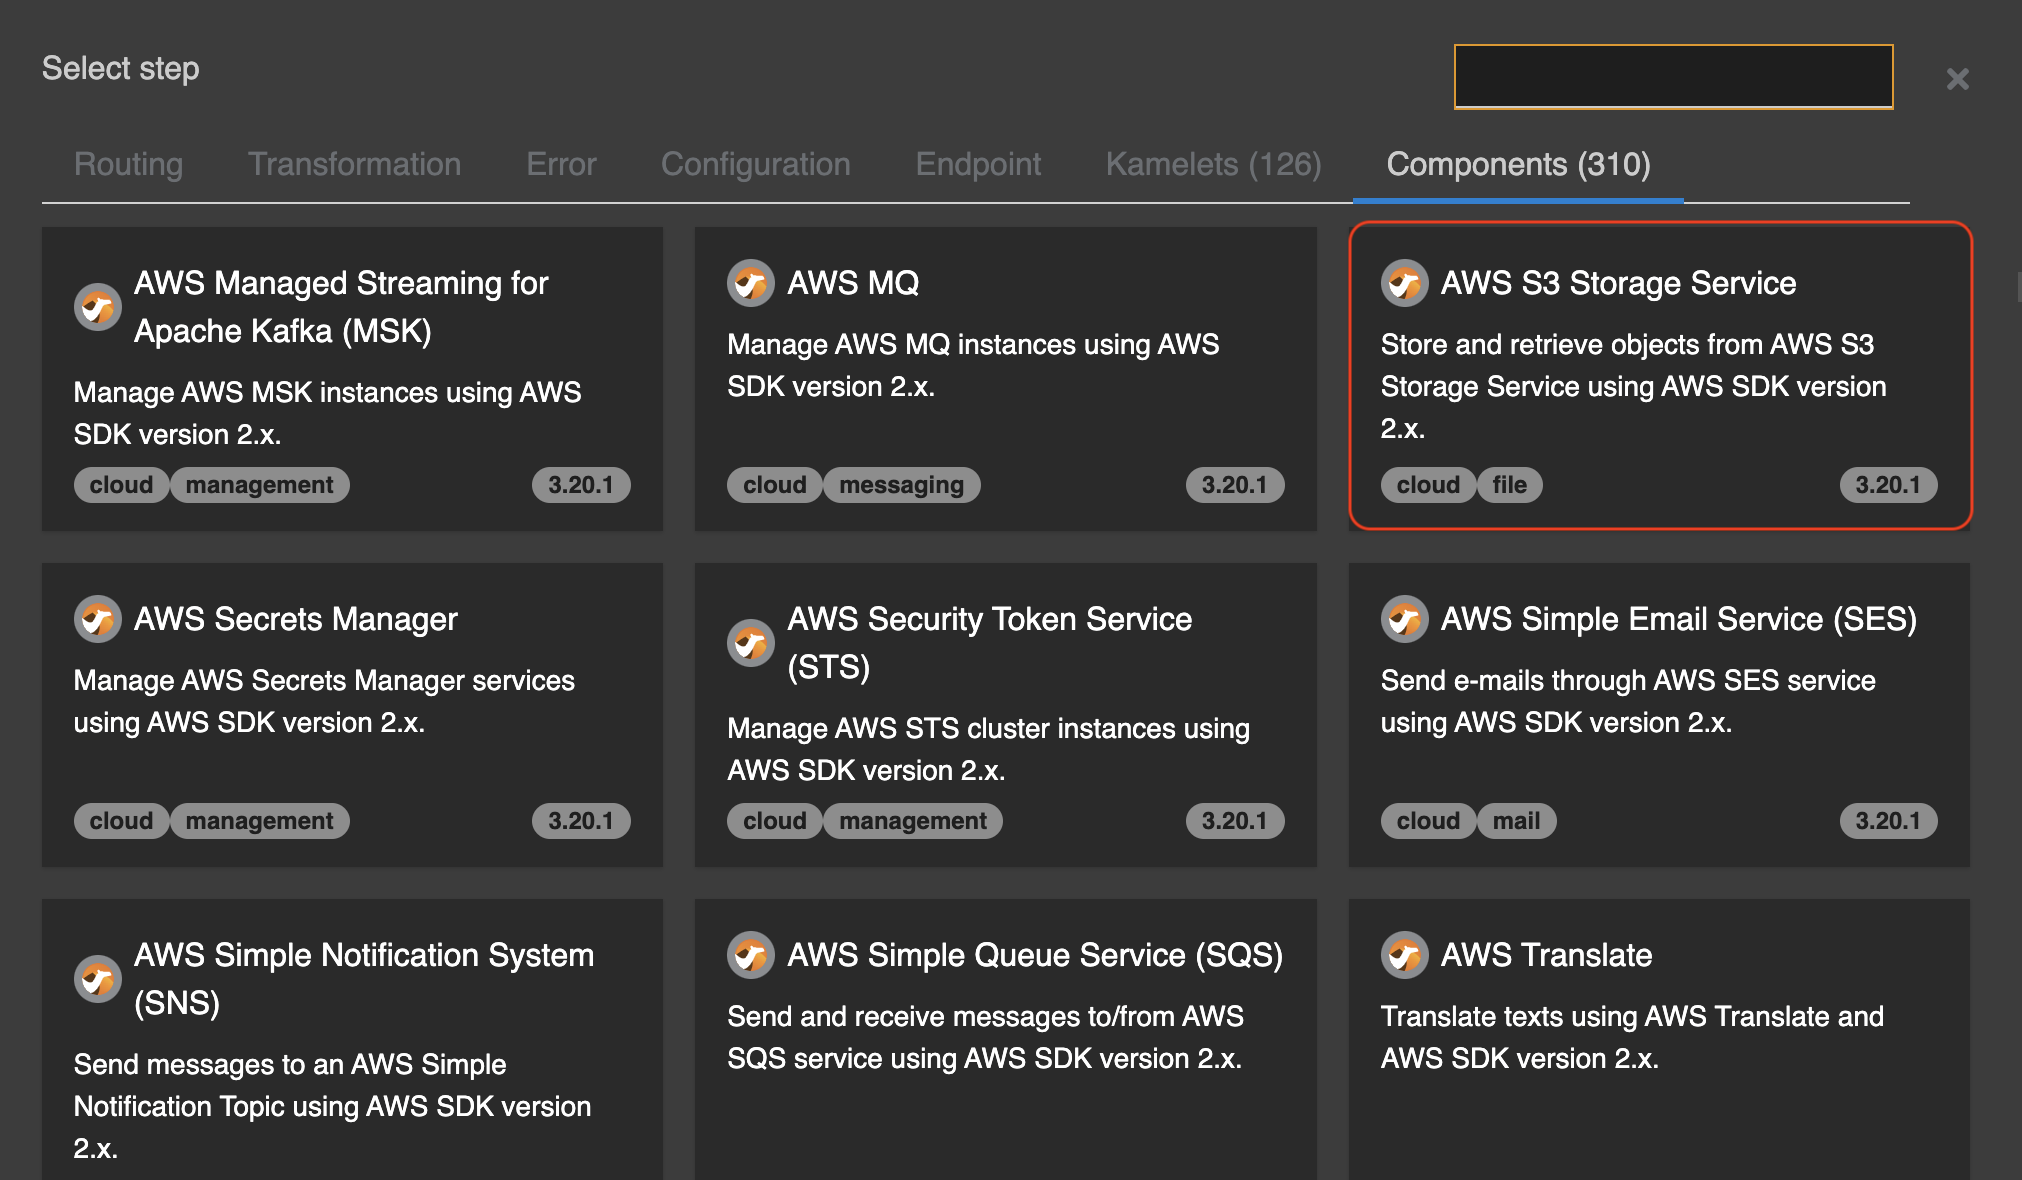 Select step
Routing Transformation Error Configuration Endpoint Kamelets (126) Components (310)
AWS Managed Streaming for
Apache Kafka (MSK)
Manage AWS MSK instances using AWS
SDK version 2.x.
cloud management 3.20.1
AWS MQ
Manage AWS MQ instances using AWS
SDK version 2.x.
cloud messaging 3.20.1
AWS S3 Storage Service
Store and retrieve objects from AWS S3
Storage Service using AWS SDK version
2.x.
cloud file 3.20.1
AWS Secrets Manager
Manage AWS Secrets Manager services
using AWS SDK version 2.x.
cloud management 3.20.1
AWS Security Token Service
(STS)
Manage AWS STS cluster instances using
AWS SDK version 2.x.
cloud management 3.20.1
AWS Simple Email Service (SES)
Send e-mails through AWS SES service
using AWS SDK version 2.x.
cloud mail 3.20.1
AWS Simple Notification System
(SNS)
Send messages to an AWS Simple
Notification Topic using AWS SDK version
2.x.
AWS Simple Queue Service (SQS)
Send and receive messages to/from AWS
SQS service using AWS SDK version 2.x.
AWS Translate
Translate texts using AWS Translate and
AWS SDK version 2.x.